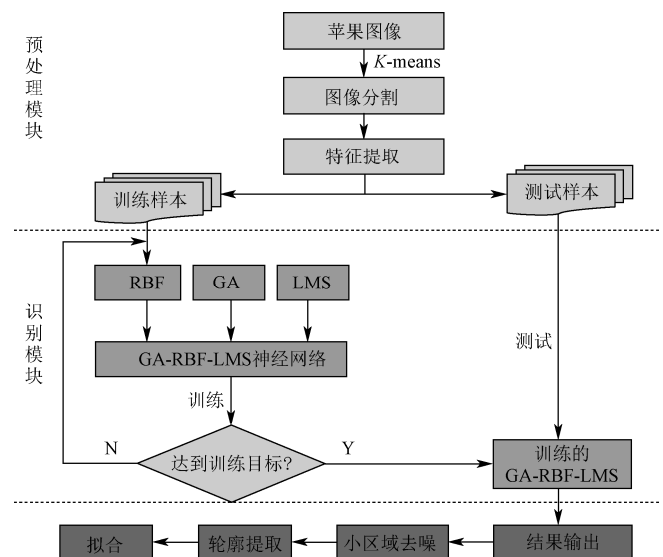 预处理模块
苹果图像
K-means
图像分割
特征提取
训练样本
测试样本
识别模块
RBF
GA
LMS
GA-RBF-LMS神经网络
训练
测试
N
达到训练目标?
Y
训练的
GA-RBF-LMS
拟合
轮廓提取
小区域去噪
结果输出